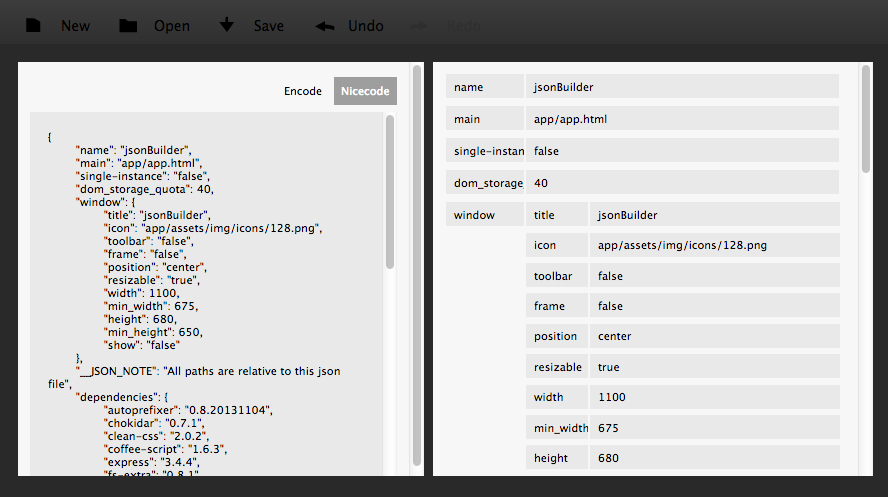 New Open Save Undo Redo
Encode Nicecode
{
"name": "jsonBuilder",
"main": "app/app.html",
"single-instance": "false",
"dom_storage_quota": 40,
"window": {
"title": "jsonBuilder",
"icon": "app/assets/img/icons/128.png",
"toolbar": "false",
"frame": "false",
"position": "center",
"resizable": "true",
"width": 1100,
"min_width": 675,
"height": 680,
"min_height": 650,
"show": "false"
},
"__JSON_NOTE": "All paths are relative to this json
file",
"dependencies": {
"autoprefixer": "0.8.20131104",
"chokidar": "0.7.1",
"clean-css": "2.0.2",
"coffee-script": "1.6.3",
"express": "3.4.4",
"fs-extra": "0.8.1"
name jsonBuilder
main app/app.html
single-instan false
dom_storage 40
window title jsonBuilder
icon app/assets/img/icons/128.png
toolbar false
frame false
position center
resizable true
width 1100
min_width 675
height 680